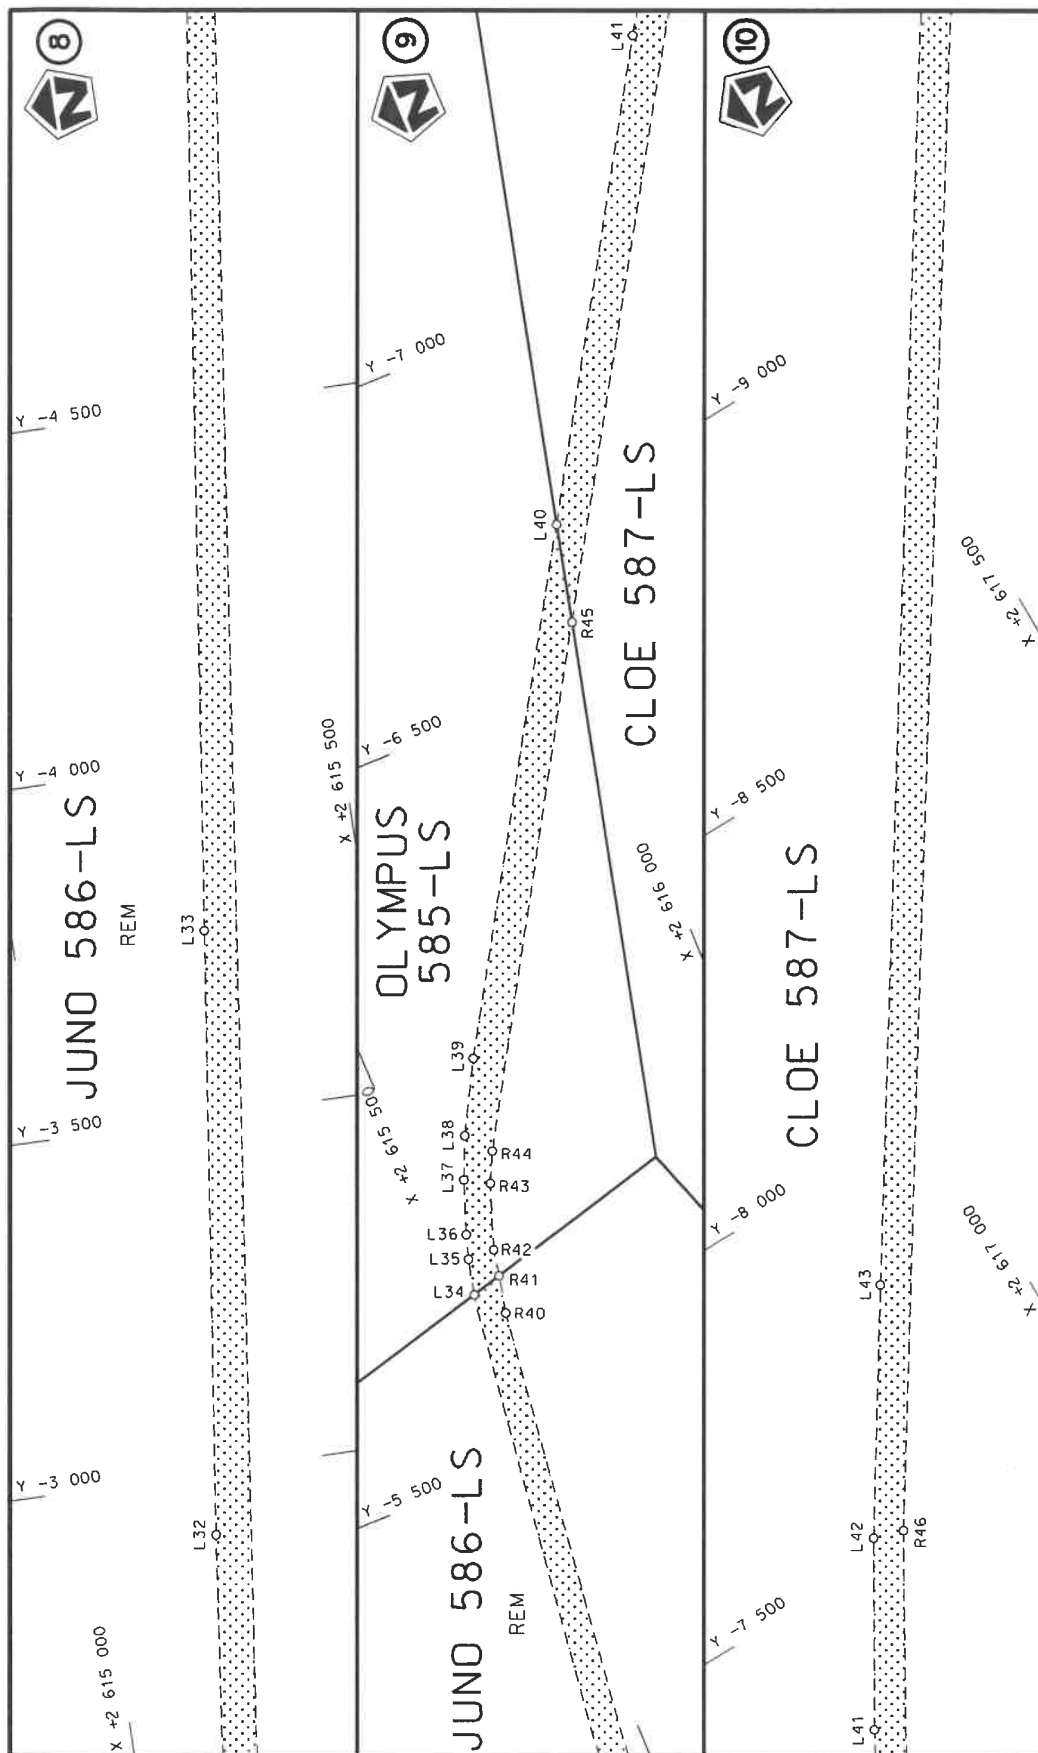 8
N
Y -4 500
Y -4 000
JUNO 586-LS
REM
L33
Y -3 500
Y -3 000
L32
X +2 615 000
X +2 615 500
9
N
L41
Y -7 000
L40
R45
CLOE 587-LS
Y -6 500
OLYMPUS
585-LS
X +2 616 000
L39
X +2 615 500
L38
R44
L37
R43
L36
R42
L35
R41
L34
R40
Y -5 500
JUNO 586-LS
REM
10
N
Y -9 000
X +2 617 500
Y -8 500
CLOE 587-LS
Y -8 000
L43
X +2 617 000
L42
R46
Y -7 500
L41